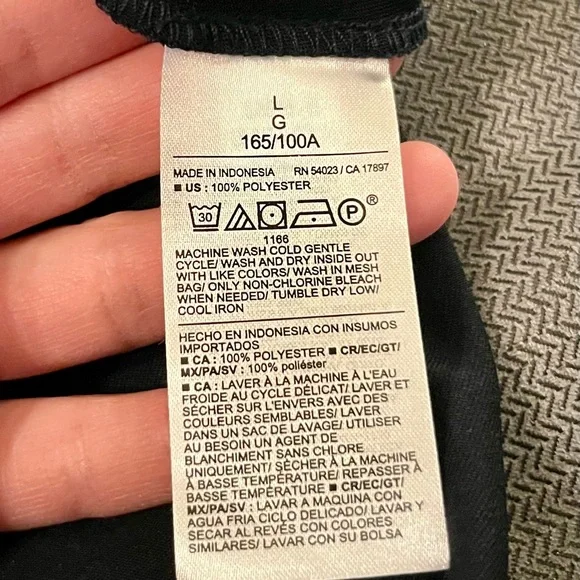 L
G
165/100A
MADE IN INDONESIA RN 54023 / CA 17897
■ US : 100% POLYESTER
30 P ®
1166
MACHINE WASH COLD GENTLE
CYCLE/ WASH AND DRY INSIDE OUT
WITH LIKE COLORS/ WASH IN MESH
BAG/ ONLY NON-CHLORINE BLEACH
WHEN NEEDED/ TUMBLE DRY LOW/
COOL IRON
HECHO EN INDONESIA CON INSUMOS
IMPORTADOS
■ CA : 100% POLYESTER ■ CR/EC/GT/
MX/PA/SV : 100% poliéster
■ CA : LAVER À LA MACHINE À L'EAU
FROIDE AU CYCLE DÉLICAT/ LAVER ET
SÉCHER SUR L'ENVERS AVEC DES
COULEURS SEMBLABLES/ LAVER
DANS UN SAC DE LAVAGE/ UTILISER
AU BESOIN UN AGENT DE
BLANCHIMENT SANS CHLORE
UNIQUEMENT/ SÉCHER À LA MACHINE
À BASSE TEMPÉRATURE/ REPASSER À
BASSE TEMPÉRATURE ■ CR/EC/GT/
MX/PA/SV : LAVAR A MAQUINA CON
AGUA FRIA CICLO DELICADO/ LAVAR Y
SECAR AL REVÉS CON COLORES
SIMILARES/ LAVAR CON SU BOLSA